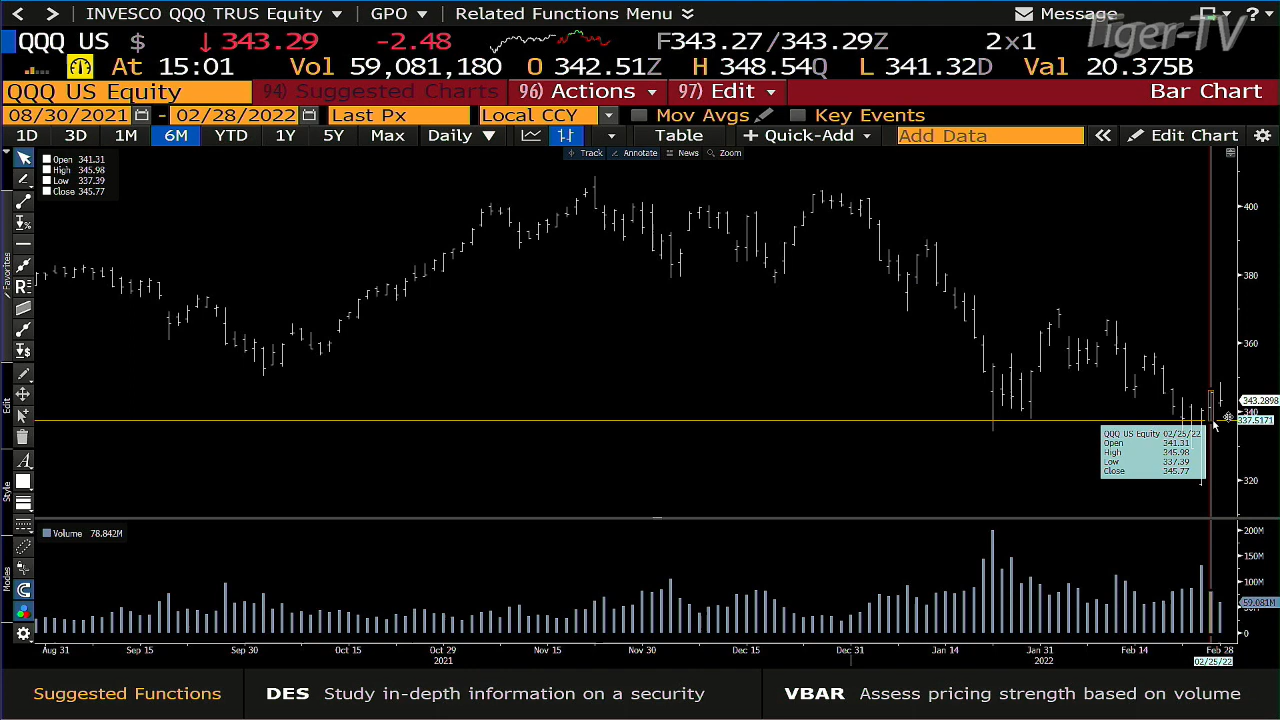 INVESCO QQQ TRUS Equity GPO Related Functions Menu Message ?
Tiger-TV
QQQ US $ ↓343.29 -2.48 F343.27/343.29Z 2x1
At 15:01 Vol 59,081,180 O 342.51Z H 348.54Q L 341.32D Val 20.375B
QQQ US Equity 94) Suggested Charts 96) Actions 97) Edit Bar Chart
08/30/2021 - 02/28/2022 Last Px Local CCY Mov Avgs Key Events
1D 3D 1M 6M YTD 1Y 5Y Max Daily Table + Quick-Add Add Data Edit Chart
Track Annotate News Zoom
Open 341.31
High 345.98
Low 337.39
Close 345.77
400
380
360
343.2898
340
337.5171
320
QQQ US Equity 02/25/22
Open 341.31
High 345.98
Low 337.39
Close 345.77
Favorites
Edit
Style
Modes
Volume 78.842M
200M
150M
100M
59.081M
0
Aug 31 Sep 15 Sep 30 Oct 15 Oct 29 Nov 15 Nov 30 Dec 15 Dec 31 Jan 14 Jan 31 Feb 14 Feb 28
2021 2022 02/25/22
Suggested Functions DES Study in-depth information on a security VBAR Assess pricing strength based on volume